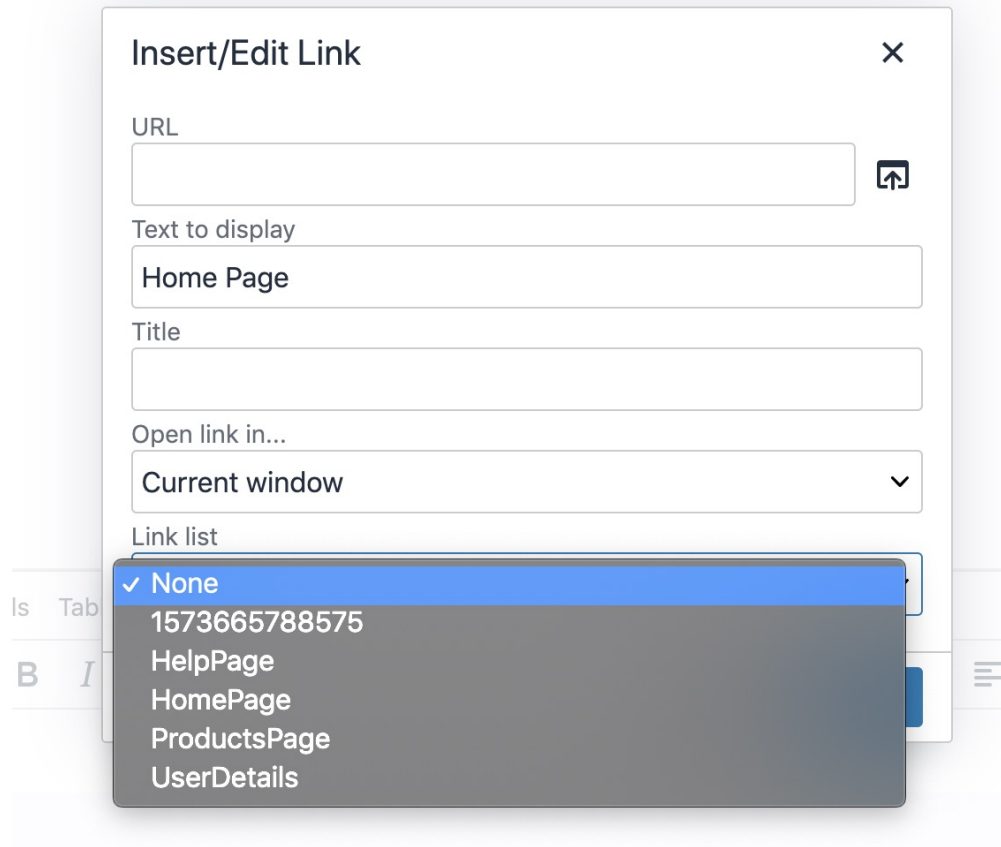 Insert/Edit Link
URL
Text to display
Home Page
Title
Open link in...
Current window
Link list
None
1573665788575
HelpPage
HomePage
ProductsPage
UserDetails
ls Tab
B I